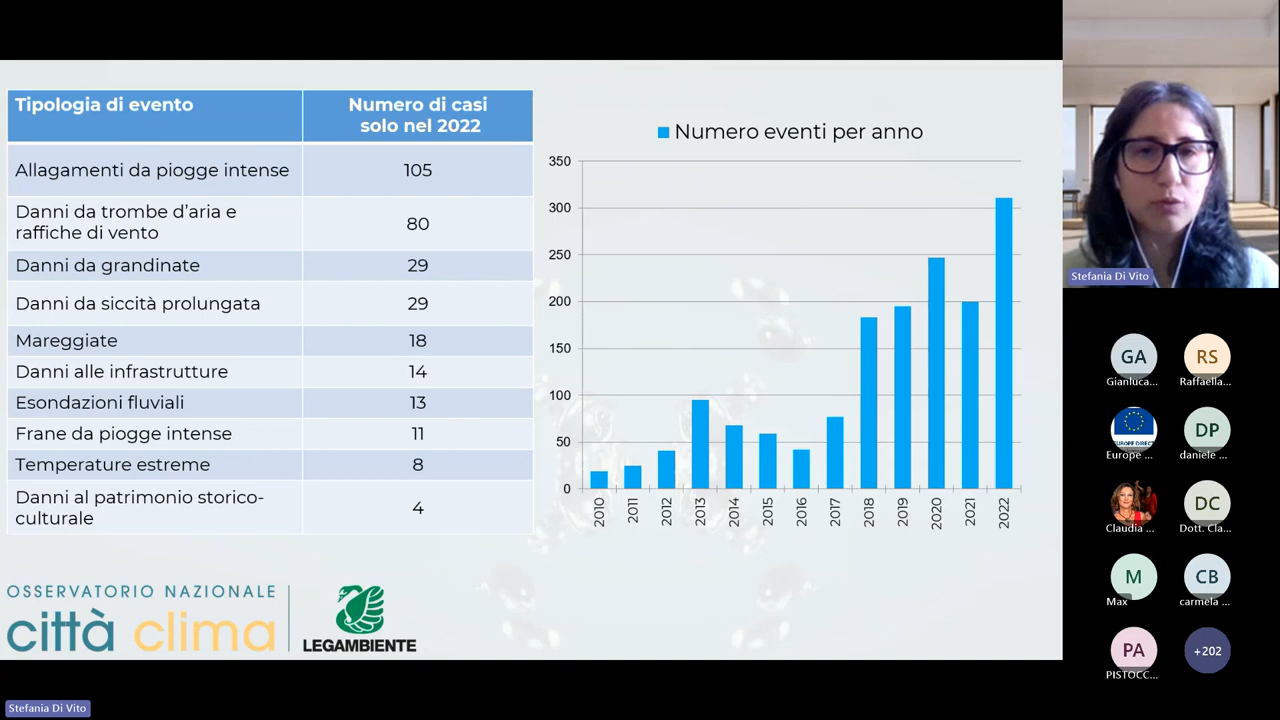 Tipologia di evento
Numero di casi
solo nel 2022
Allagamenti da piogge intense
105
Danni da trombe d’aria e
raffiche di vento
80
Danni da grandinate
29
Danni da siccità prolungata
29
Mareggiate
18
Danni alle infrastrutture
14
Esondazioni fluviali
13
Frane da piogge intense
11
Temperature estreme
8
Danni al patrimonio storico-
culturale
4
Numero eventi per anno
350
300
250
200
150
100
50
0
2010
2011
2012
2013
2014
2015
2016
2017
2018
2019
2020
2021
2022
OSSERVATORIO NAZIONALE
città clima
LEGAMBIENTE
Stefania Di Vito
Stefania Di Vito
GA
Gianluca...
RS
Raffaella...
EUROPE DIRECT
Europe ...
DP
daniele ...
Claudia ...
DC
Dott. Cla...
M
Max
CB
carmela ...
PA
PISTOCC...
+202